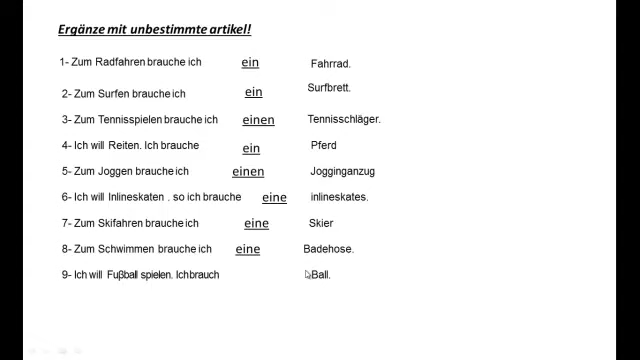 Ergänze mit unbestimmte artikel!
1- Zum Radfahren brauche ich ein Fahrrad.
2- Zum Surfen brauche ich ein Surfbrett.
3- Zum Tennisspielen brauche ich einen Tennisschläger.
4- Ich will Reiten. Ich brauche ein Pferd
5- Zum Joggen brauche ich einen Jogginganzug
6- Ich will Inlineskaten . so ich brauche eine inlineskates.
7- Zum Skifahren brauche ich eine Skier
8- Zum Schwimmen brauche ich eine Badehose.
9- Ich will Fuβball spielen. Ich brauch Ball.